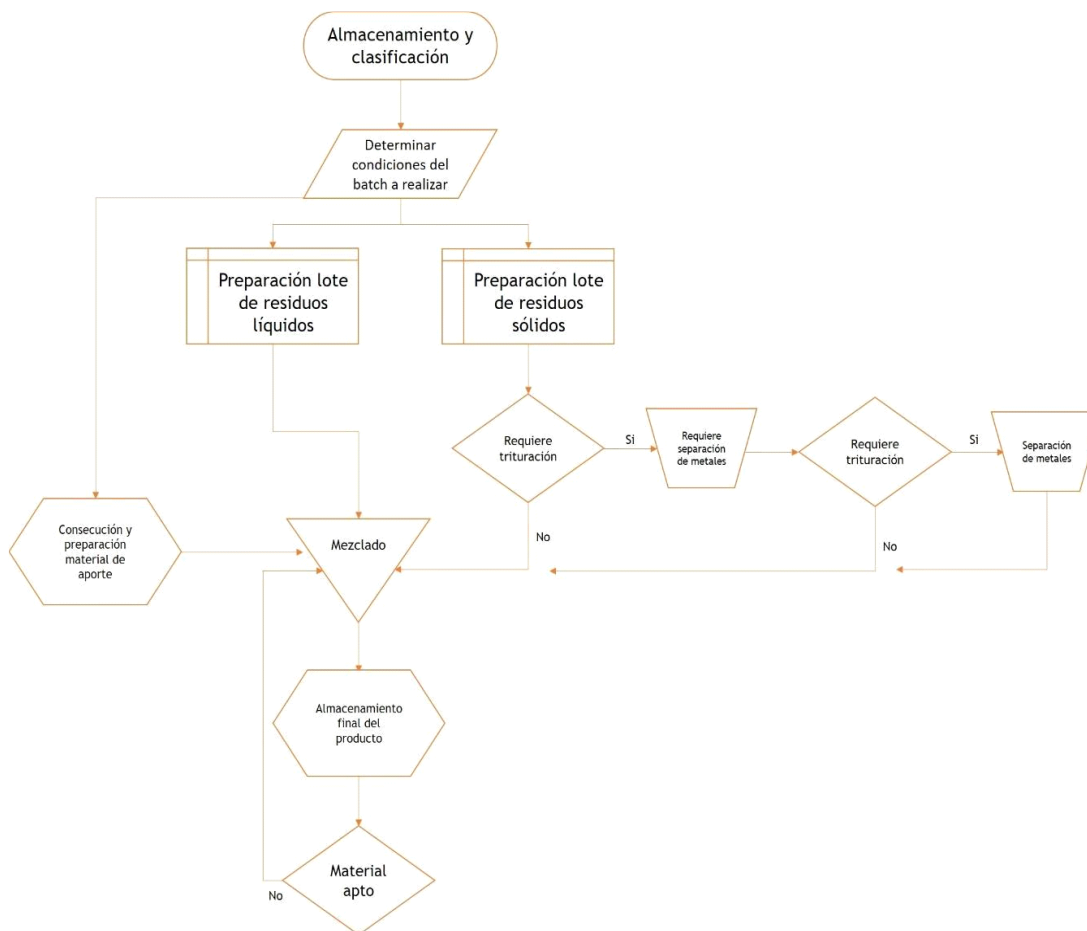 Almacenamiento y
clasificación
Determinar
condiciones del
batch a realizar
Preparación lote
de residuos
líquidos
Preparación lote
de residuos
sólidos
Requiere
trituración
Si
Requiere
separación
de metales
Requiere
trituración
Si
Separación
de metales
No
No
Consecución y
preparación
material de
aporte
Mezclado
Almacenamiento
final del
producto
Material
apto
No